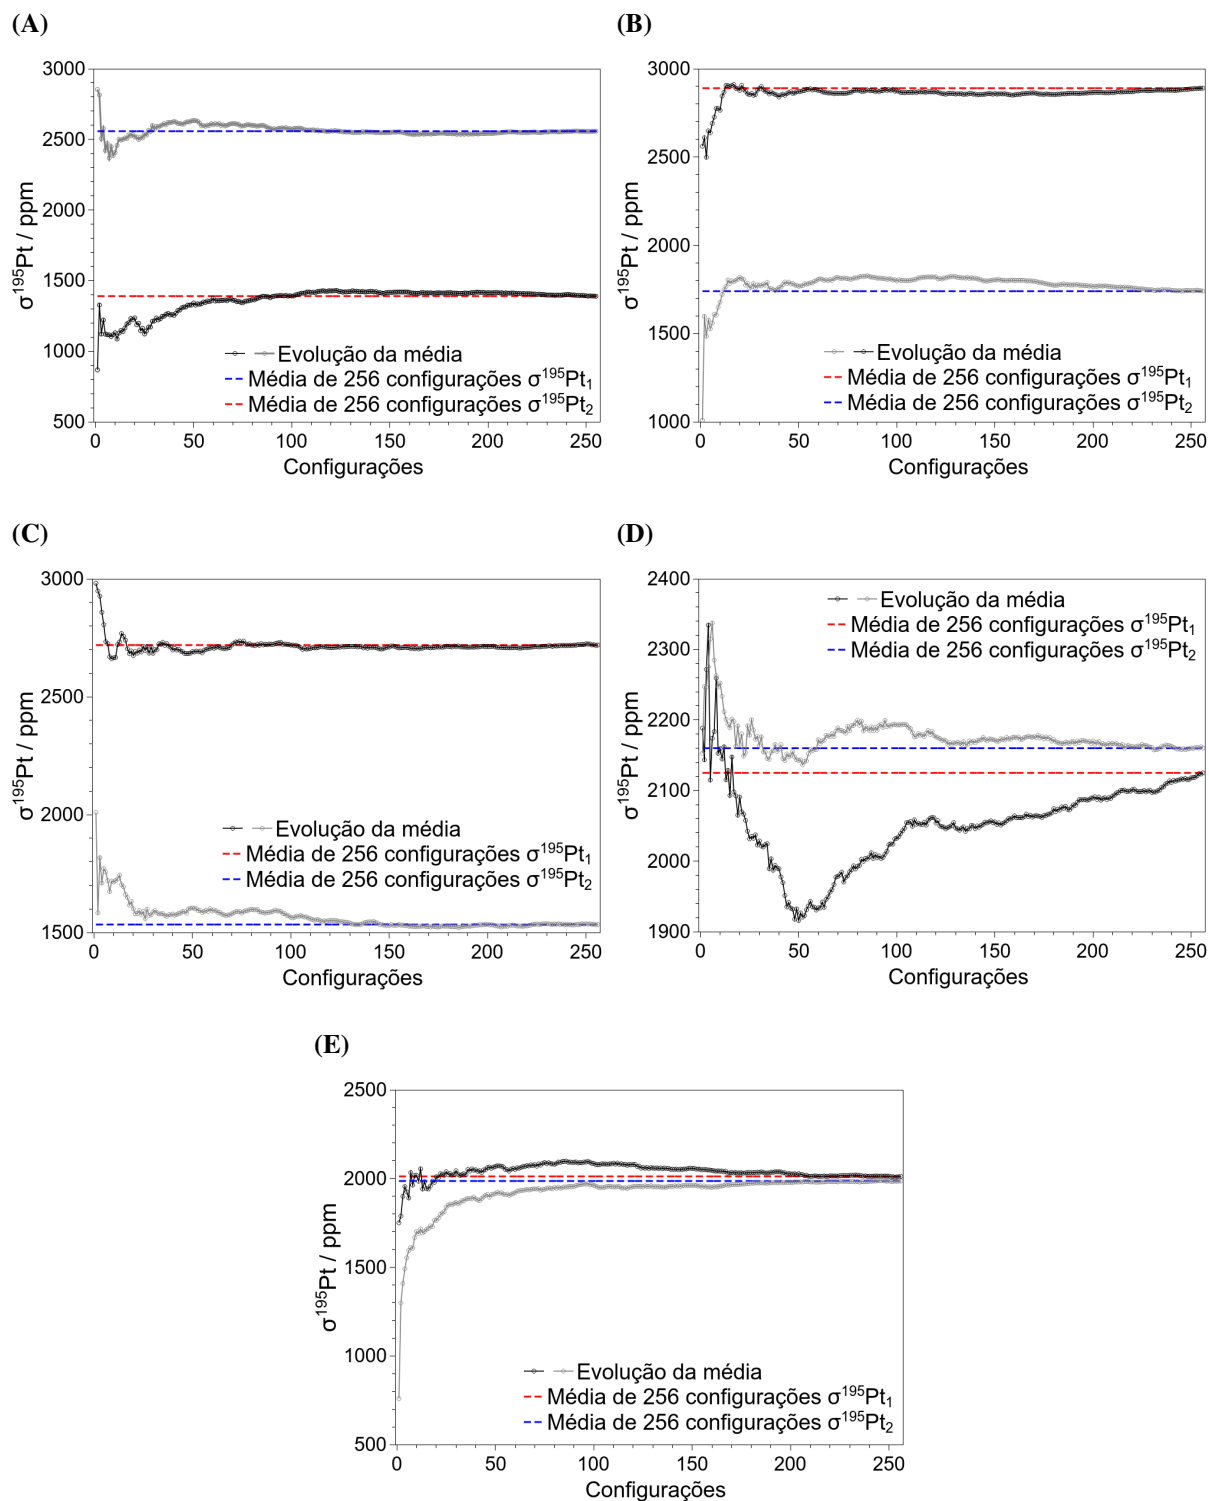 (A)
3000
2500
2000
1500
1000
500
σ¹⁹⁵Pt / ppm
Evolução da média
Média de 256 configurações σ¹⁹⁵Pt₁
Média de 256 configurações σ¹⁹⁵Pt₂
0 50 100 150 200 250
Configurações
(B)
3000
2500
2000
1500
1000
σ¹⁹⁵Pt / ppm
Evolução da média
Média de 256 configurações σ¹⁹⁵Pt₁
Média de 256 configurações σ¹⁹⁵Pt₂
0 50 100 150 200 250
Configurações
(C)
3000
2500
2000
1500
σ¹⁹⁵Pt / ppm
Evolução da média
Média de 256 configurações σ¹⁹⁵Pt₁
Média de 256 configurações σ¹⁹⁵Pt₂
0 50 100 150 200 250
Configurações
(D)
2400
2300
2200
2100
2000
1900
σ¹⁹⁵Pt / ppm
Evolução da média
Média de 256 configurações σ¹⁹⁵Pt₁
Média de 256 configurações σ¹⁹⁵Pt₂
0 50 100 150 200 250
Configurações
(E)
2500
2000
1500
1000
500
σ¹⁹⁵Pt / ppm
Evolução da média
Média de 256 configurações σ¹⁹⁵Pt₁
Média de 256 configurações σ¹⁹⁵Pt₂
0 50 100 150 200 250
Configurações